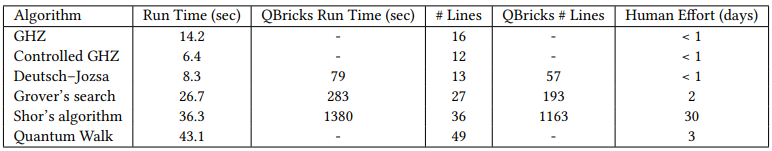 Algorithm Run Time (sec) QBricks Run Time (sec) # Lines QBricks # Lines Human Effort (days)
GHZ 14.2 - 16 - < 1
Controlled GHZ 6.4 - 12 - < 1
Deutsch–Jozsa 8.3 79 13 57 < 1
Grover's search 26.7 283 27 193 2
Shor's algorithm 36.3 1380 36 1163 30
Quantum Walk 43.1 - 49 - 3